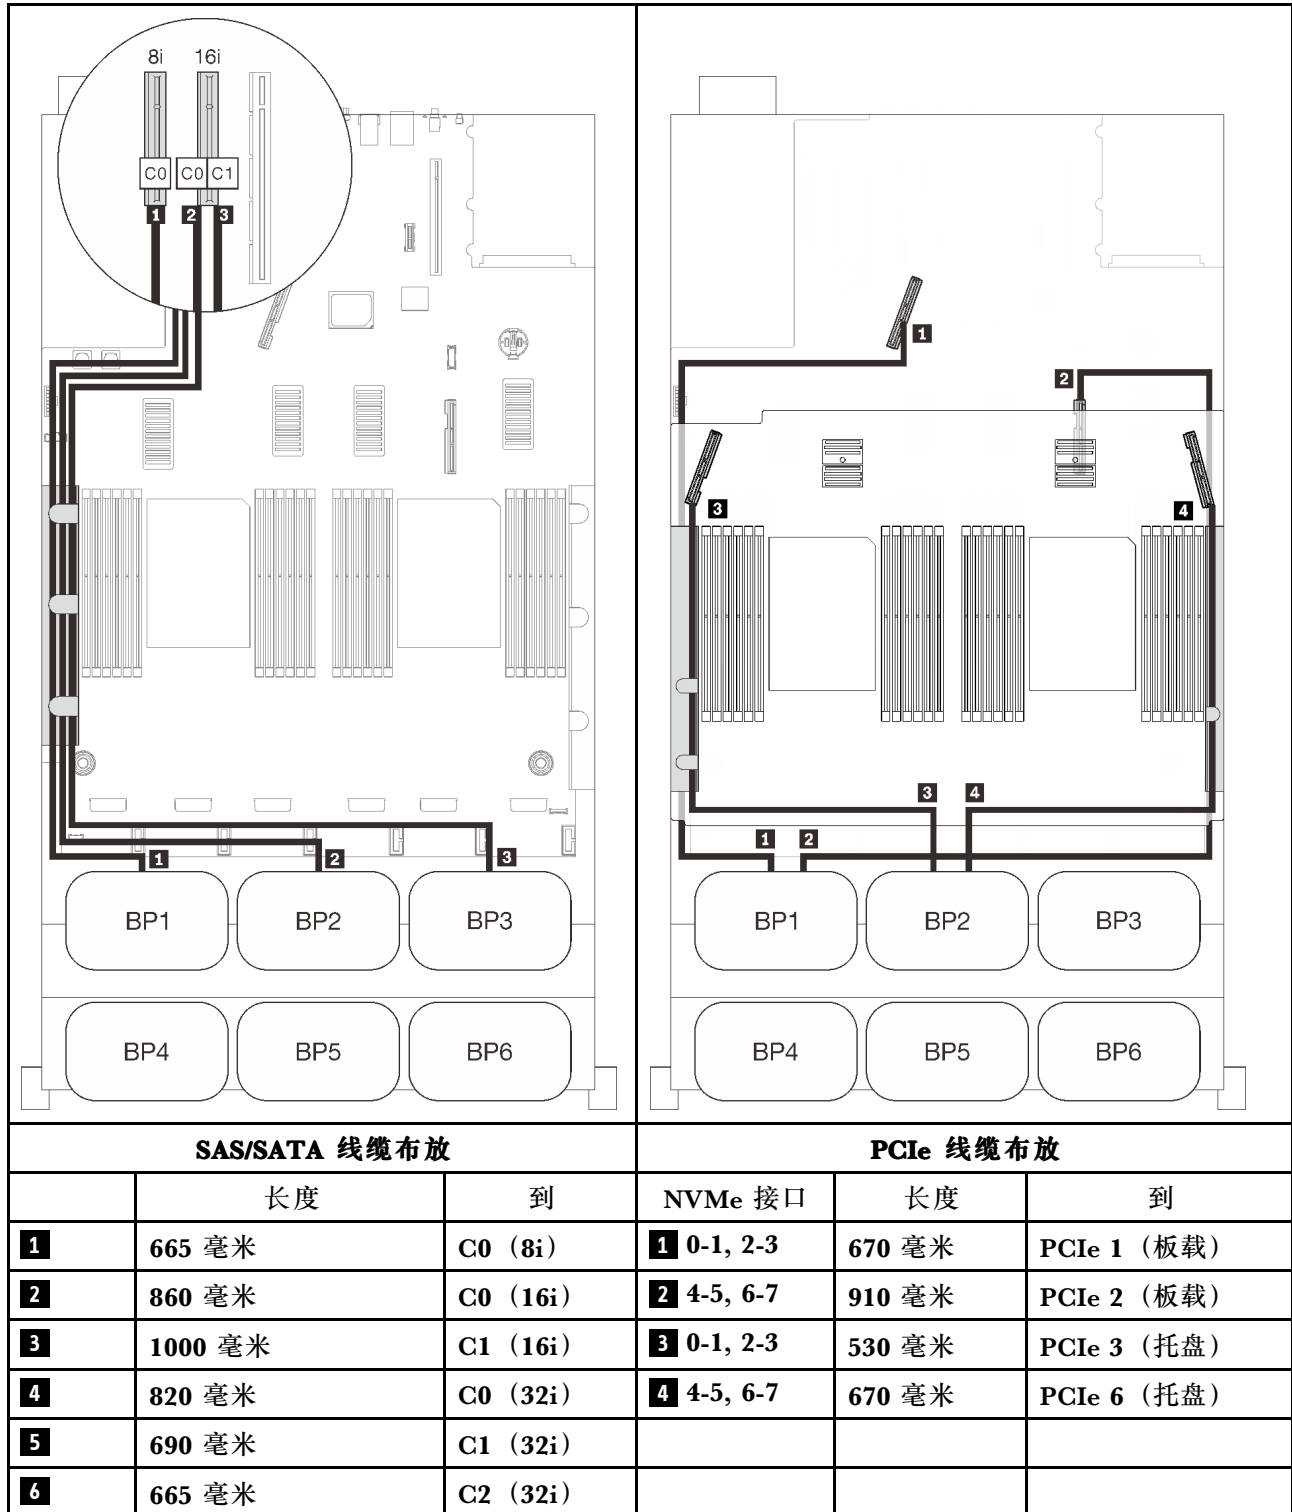 8i 16i
C0 C0 C1
1 2 3
1 2 3
BP1 BP2 BP3
BP4 BP5 BP6
1
2
3 4
3 4
1 2
BP1 BP2 BP3
BP4 BP5 BP6
SAS/SATA 线缆布放 PCIe 线缆布放
长度 到 NVMe 接口 长度 到
1 665 毫米 C0（8i） 1 0-1, 2-3 670 毫米 PCIe 1（板载）
2 860 毫米 C0（16i） 2 4-5, 6-7 910 毫米 PCIe 2（板载）
3 1000 毫米 C1（16i） 3 0-1, 2-3 530 毫米 PCIe 3（托盘）
4 820 毫米 C0（32i） 4 4-5, 6-7 670 毫米 PCIe 6（托盘）
5 690 毫米 C1（32i）
6 665 毫米 C2（32i）